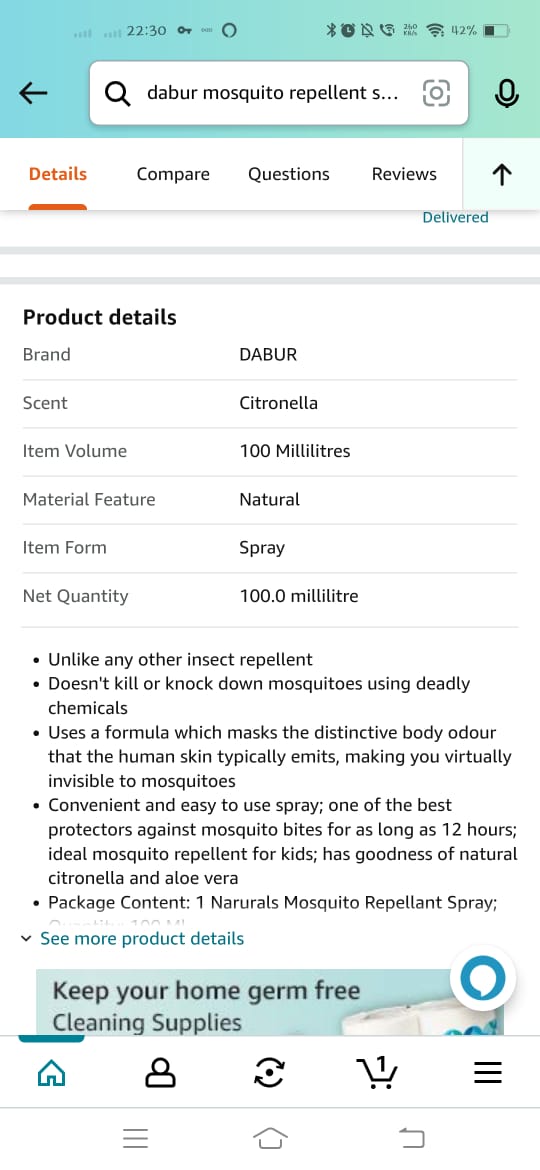 22:30
260
KB/s
42%
dabur mosquito repellent s...
Details
Compare
Questions
Reviews
Delivered
Product details
Brand DABUR
Scent Citronella
Item Volume 100 Millilitres
Material Feature Natural
Item Form Spray
Net Quantity 100.0 millilitre
• Unlike any other insect repellent
• Doesn't kill or knock down mosquitoes using deadly
chemicals
• Uses a formula which masks the distinctive body odour
that the human skin typically emits, making you virtually
invisible to mosquitoes
• Convenient and easy to use spray; one of the best
protectors against mosquito bites for as long as 12 hours;
ideal mosquito repellent for kids; has goodness of natural
citronella and aloe vera
• Package Content: 1 Narurals Mosquito Repellant Spray;
Quantity: 100 Ml
See more product details
Keep your home germ free
Cleaning Supplies
1